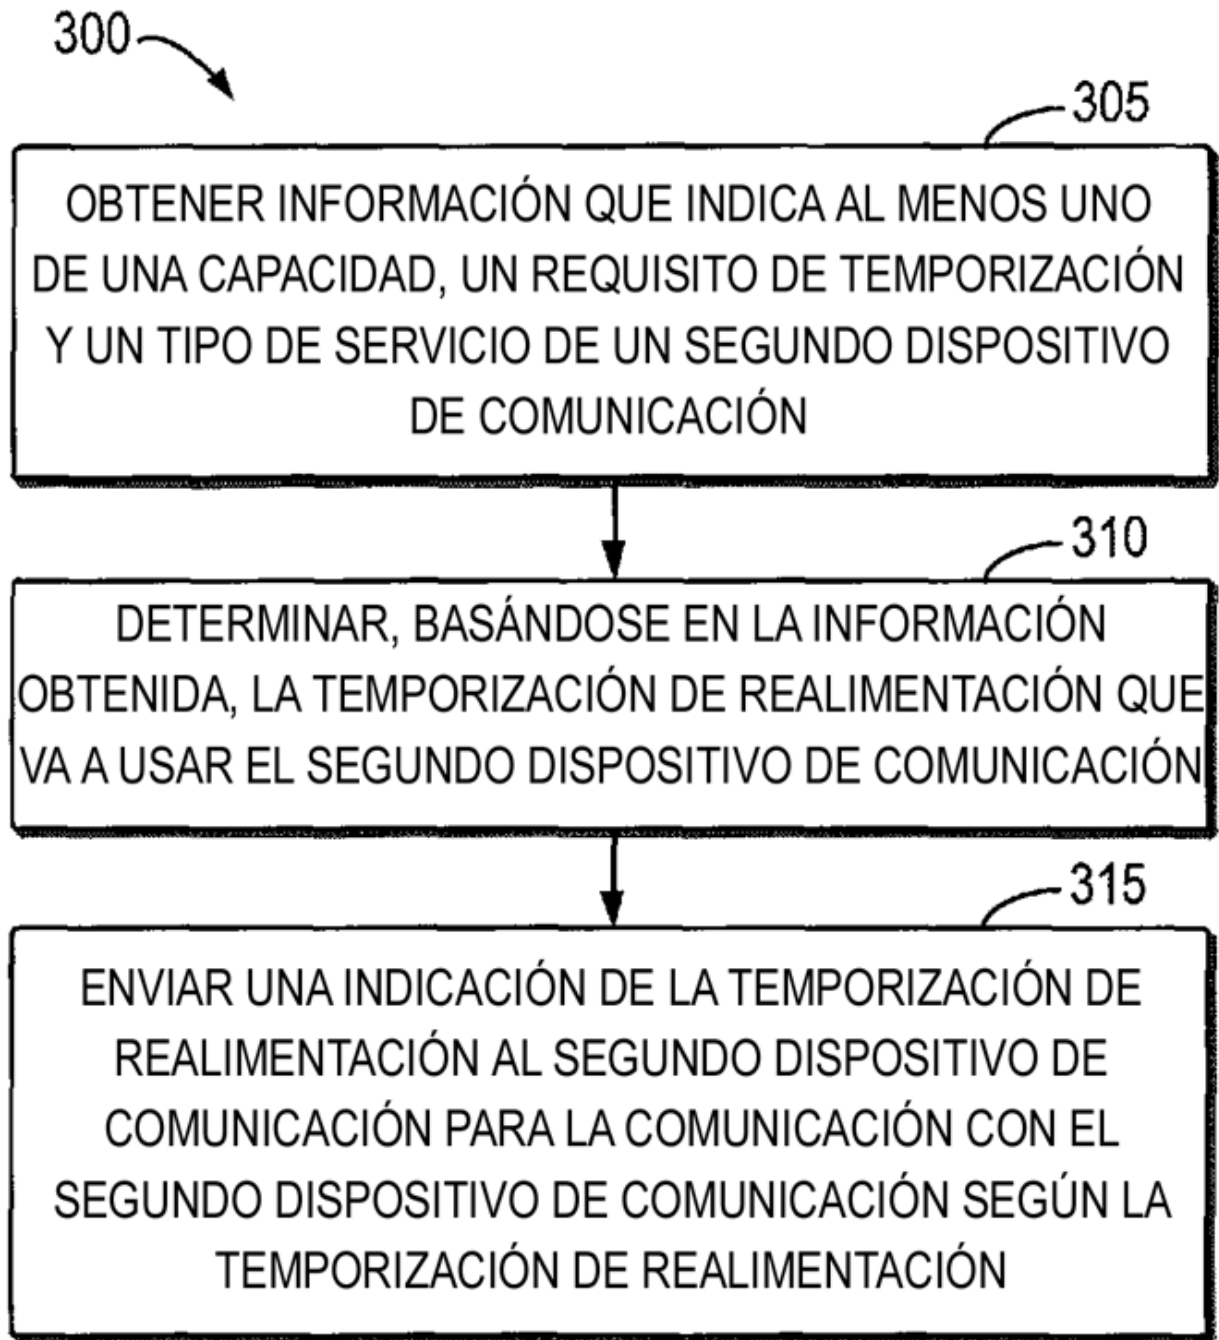 300
305
OBTENER INFORMACIÓN QUE INDICA AL MENOS UNO
DE UNA CAPACIDAD, UN REQUISITO DE TEMPORIZACIÓN
Y UN TIPO DE SERVICIO DE UN SEGUNDO DISPOSITIVO
DE COMUNICACIÓN
310
DETERMINAR, BASÁNDOSE EN LA INFORMACIÓN
OBTENIDA, LA TEMPORIZACIÓN DE REALIMENTACIÓN QUE
VA A USAR EL SEGUNDO DISPOSITIVO DE COMUNICACIÓN
315
ENVIAR UNA INDICACIÓN DE LA TEMPORIZACIÓN DE
REALIMENTACIÓN AL SEGUNDO DISPOSITIVO DE
COMUNICACIÓN PARA LA COMUNICACIÓN CON EL
SEGUNDO DISPOSITIVO DE COMUNICACIÓN SEGÚN LA
TEMPORIZACIÓN DE REALIMENTACIÓN